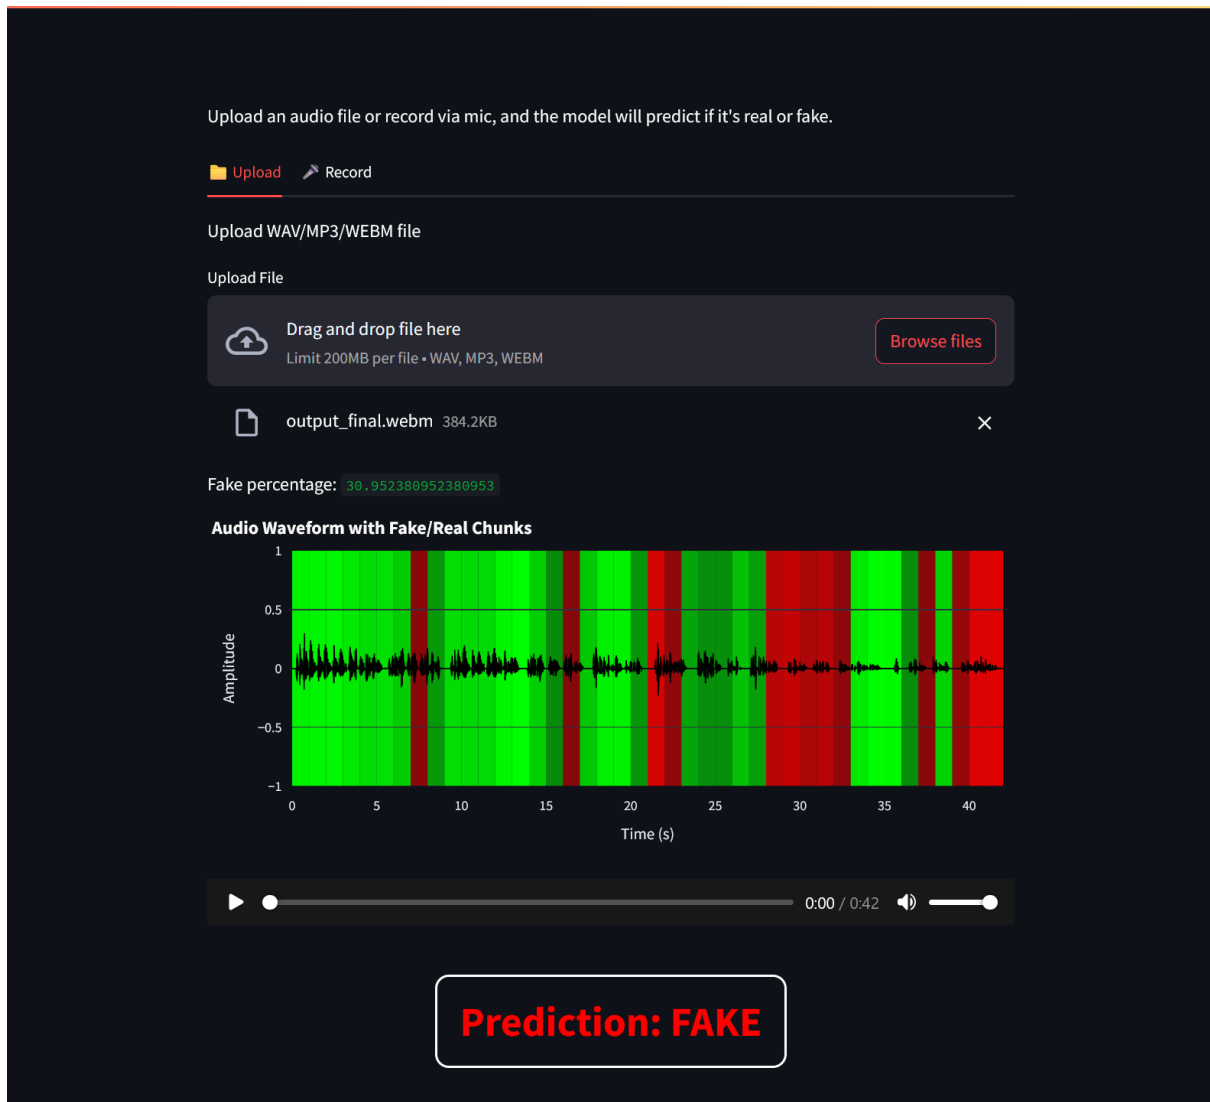 Upload an audio file or record via mic, and the model will predict if it's real or fake.
Upload Record
Upload WAV/MP3/WEBM file
Upload File
Drag and drop file here
Limit 200MB per file • WAV, MP3, WEBM
Browse files
output_final.webm 384.2KB
Fake percentage: 30.952380952380953
Audio Waveform with Fake/Real Chunks
1
0.5
0
−0.5
−1
Amplitude
0 5 10 15 20 25 30 35 40
Time (s)
0:00 / 0:42
Prediction: FAKE